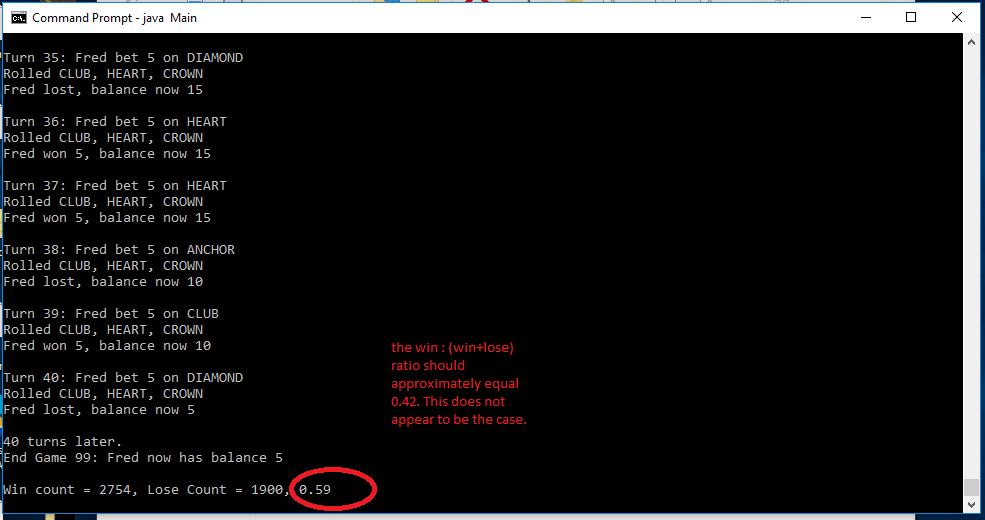 Command Prompt - java Main
Turn 35: Fred bet 5 on DIAMOND
Rolled CLUB, HEART, CROWN
Fred lost, balance now 15
Turn 36: Fred bet 5 on HEART
Rolled CLUB, HEART, CROWN
Fred won 5, balance now 15
Turn 37: Fred bet 5 on HEART
Rolled CLUB, HEART, CROWN
Fred won 5, balance now 15
Turn 38: Fred bet 5 on ANCHOR
Rolled CLUB, HEART, CROWN
Fred lost, balance now 10
Turn 39: Fred bet 5 on CLUB
Rolled CLUB, HEART, CROWN
Fred won 5, balance now 10
Turn 40: Fred bet 5 on DIAMOND
Rolled CLUB, HEART, CROWN
Fred lost, balance now 5
40 turns later.
End Game 99: Fred now has balance 5
Win count = 2754, Lose Count = 1900, 0.59
the win : (win+lose)
ratio should
approximately equal
0.42. This does not
appear to be the case.